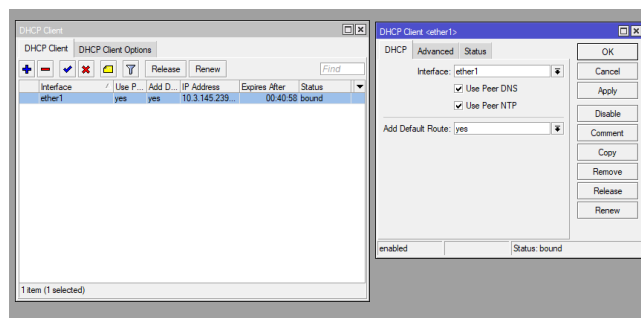 DHCP Client
DHCP Client DHCP Client Options
Release Renew Find
Interface / Use P... Add D... IP Address Expires After Status
ether1 yes yes 10.3.145.239... 00:40:58 bound
1 item (1 selected)
DHCP Client <ether1>
DHCP Advanced Status
Interface: ether1
Use Peer DNS
Use Peer NTP
Add Default Route: yes
OK
Cancel
Apply
Disable
Comment
Copy
Remove
Release
Renew
enabled Status: bound